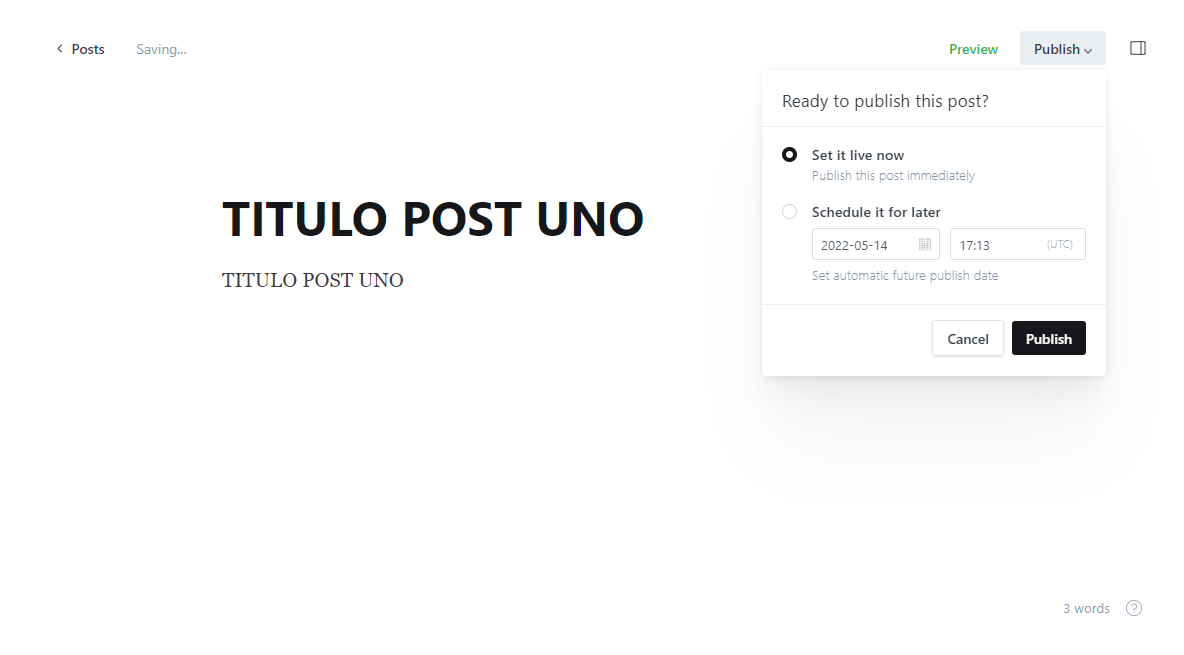 Posts
Saving...
Preview
Publish
Ready to publish this post?
Set it live now
Publish this post immediately
Schedule it for later
2022-05-14
17:13
(UTC)
Set automatic future publish date
Cancel
Publish
TITULO POST UNO
TITULO POST UNO
3 words
?